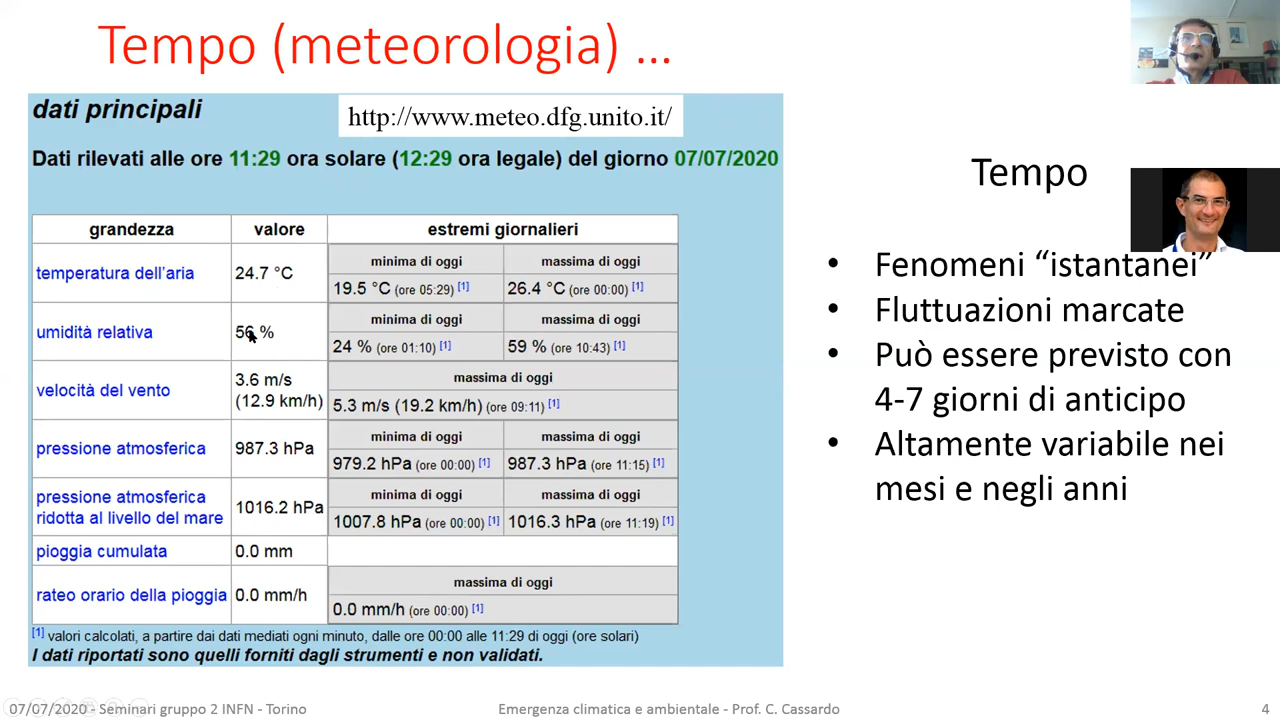 Tempo (meteorologia) ...
dati principali
http://www.meteo.dfg.unito.it/
Dati rilevati alle ore 11:29 ora solare (12:29 ora legale) del giorno 07/07/2020
grandezza valore estremi giornalieri
minima di oggi massima di oggi
temperatura dell'aria 24.7 °C
19.5 °C (ore 05:29) [1] 26.4 °C (ore 00:00) [1]
minima di oggi massima di oggi
umidità relativa 56 %
24 % (ore 01:10) [1] 59 % (ore 10:43) [1]
massima di oggi
velocità del vento 3.6 m/s
(12.9 km/h)
5.3 m/s (19.2 km/h) (ore 09:11) [1]
minima di oggi massima di oggi
pressione atmosferica 987.3 hPa
979.2 hPa (ore 00:00) [1] 987.3 hPa (ore 11:15) [1]
minima di oggi massima di oggi
pressione atmosferica
ridotta al livello del mare 1016.2 hPa
1007.8 hPa (ore 00:00) [1] 1016.3 hPa (ore 11:19) [1]
pioggia cumulata 0.0 mm
massima di oggi
rateo orario della pioggia 0.0 mm/h
0.0 mm/h (ore 00:00) [1]
[1] valori calcolati, a partire dai dati mediati ogni minuto, dalle ore 00:00 alle 11:29 di oggi (ore solari)
I dati riportati sono quelli forniti dagli strumenti e non validati.
Tempo
• Fenomeni “istantanei”
• Fluttuazioni marcate
• Può essere previsto con
4-7 giorni di anticipo
• Altamente variabile nei
mesi e negli anni
07/07/2020 - Seminari gruppo 2 INFN - Torino
Emergenza climatica e ambientale - Prof. C. Cassardo
4